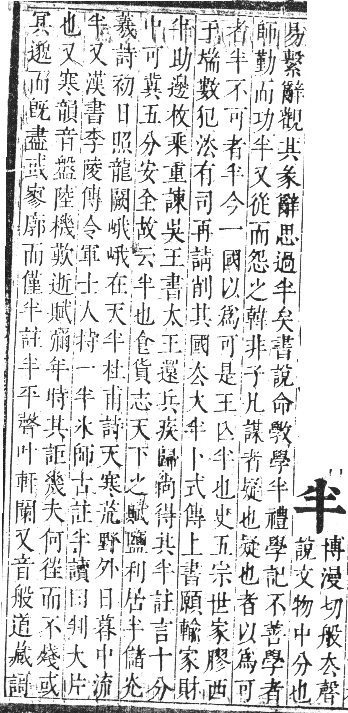 半
博漫切般去聲
說文物中分也
易繫辭觀其彖辭思過半矣書說命斆學半禮學記不善學者
師勤而功半又從而怨之韓非子凡謀者疑也疑也者以爲可
者半不可者半今一國以爲可是王亡半也史五宗世家膠西
于端數犯法有司再請削其國去大半卜式傳上書願輸家財
半助邊枚乘重諫吳王書大王還兵疾歸尚得其半註言十分
中可冀五分安全故云半也食貨志天下之賦鹽利居半儲光
羲詩初日照龍闕峨峨在天半杜甫詩天寒荒野外日暮中流
半又漢書李陵傳令軍士人持一半氷師古註半讀曰判大片
也又寒韻音盤陸機歎逝賦彌年時其詎幾夫何徃而不殘或
冥邈而旣盡或寥廓而僅半註半平聲叶軒闌又音般道藏謌